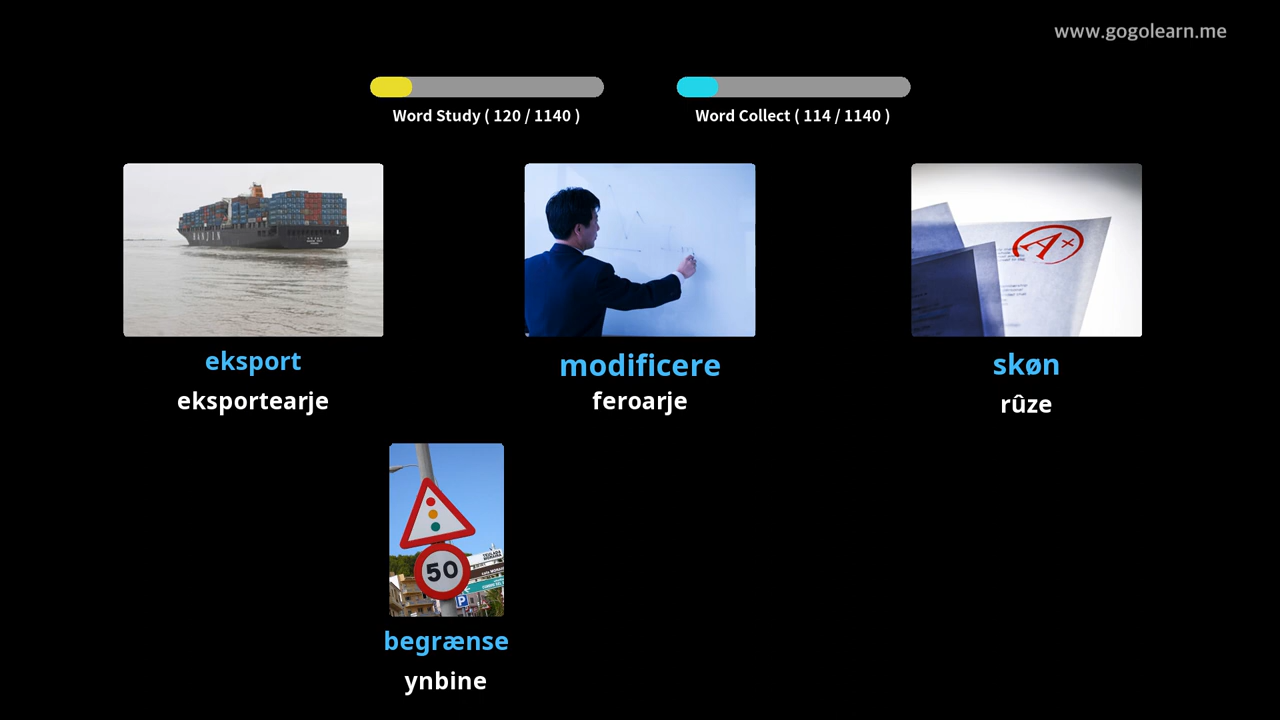 www.gogolearn.me
Word Study ( 120 / 1140 )
Word Collect ( 114 / 1140 )
HANJIN
A+
eksport
modificere
skøn
eksportearje
feroarje
rûze
50
P
begrænse
ynbine